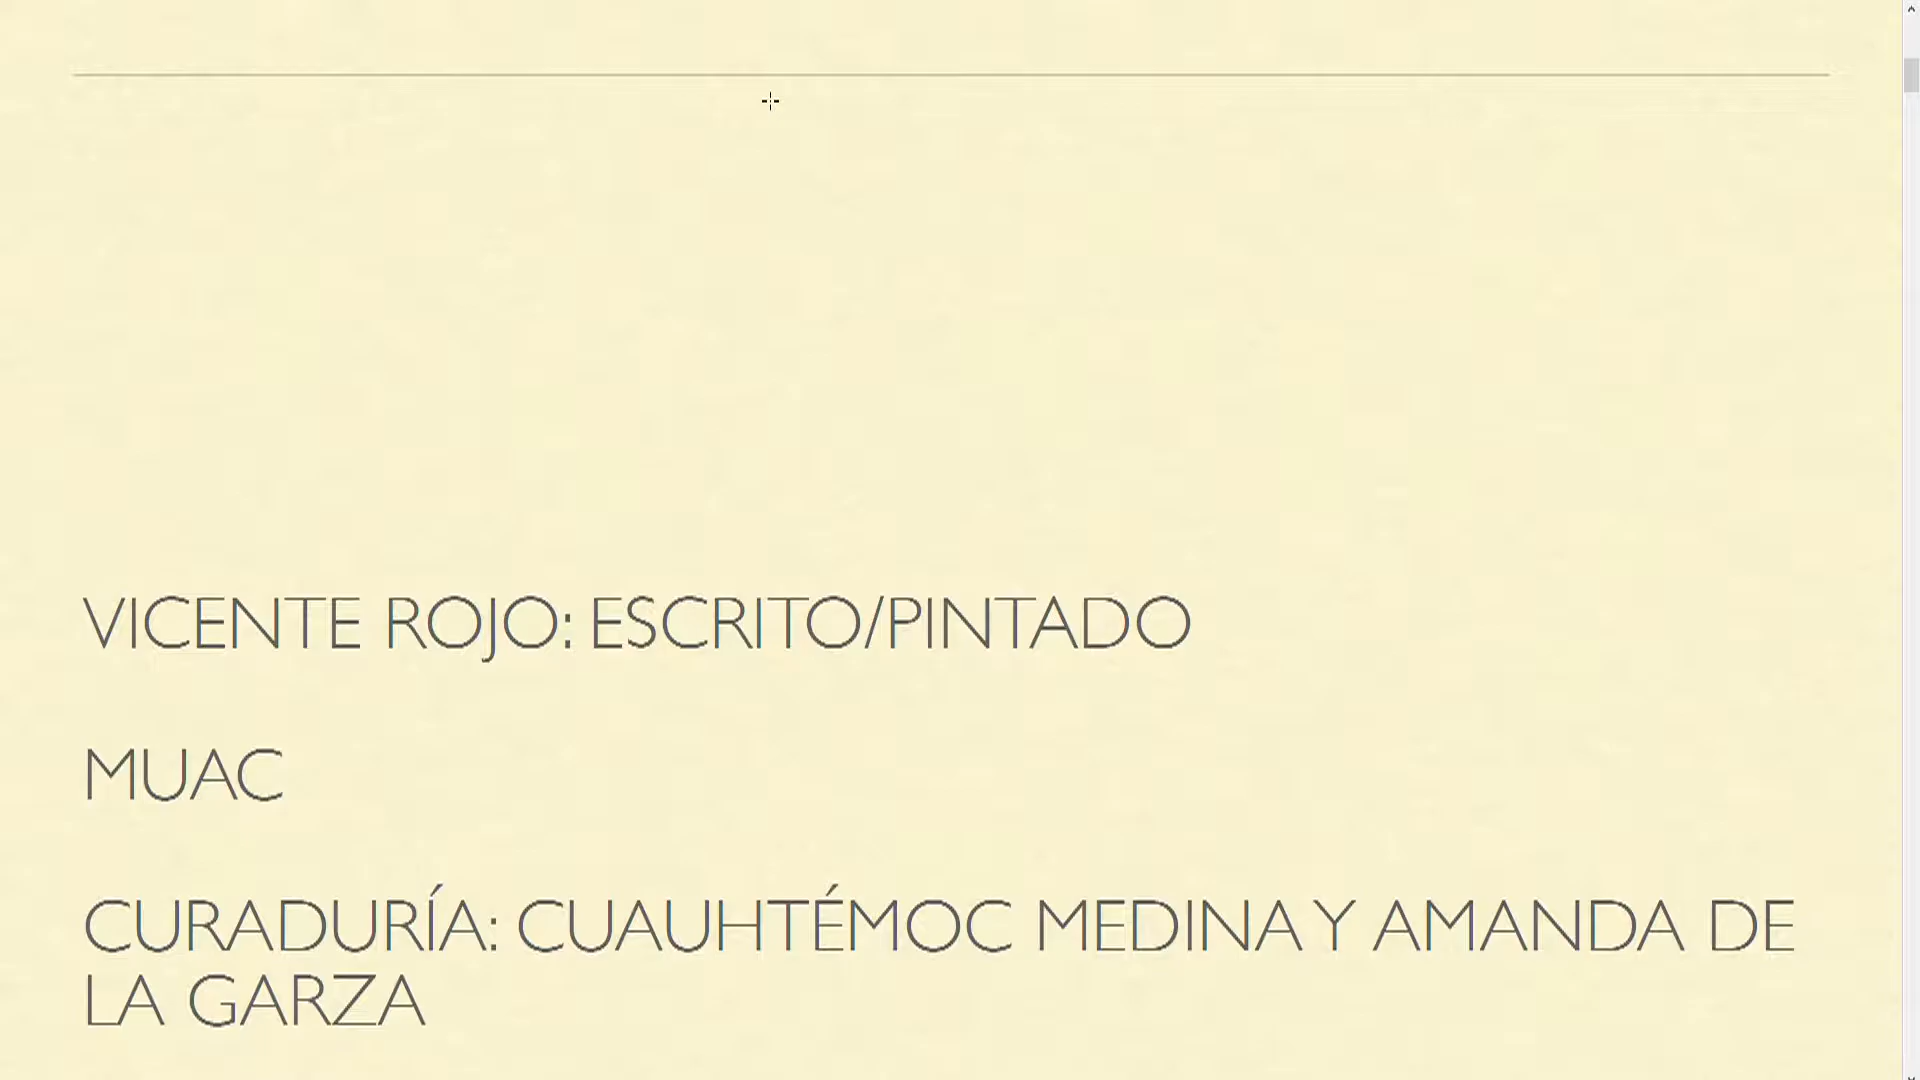 VICENTE ROJO: ESCRITO/PINTADO
MUAC
CURADURÍA: CUAUHTÉMOC MEDINA Y AMANDA DE
LA GARZA